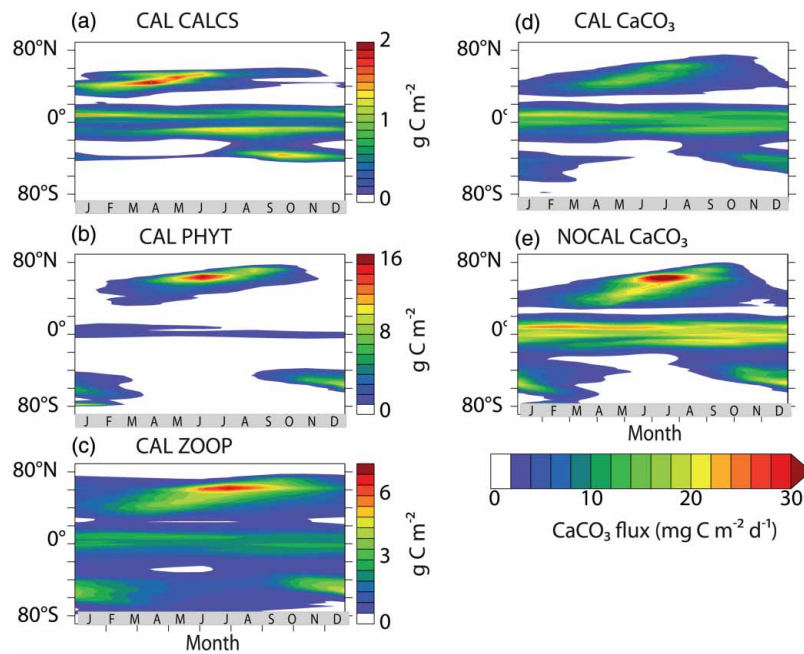 (a) CAL CALCS
80°N
0°
80°S
J F M A M J J A S O N D
2
1
0
g C m⁻²
(b) CAL PHYT
80°N
0°
80°S
J F M A M J J A S O N D
16
8
0
g C m⁻²
(c) CAL ZOOP
80°N
0°
80°S
J F M A M J J A S O N D
Month
6
3
0
g C m⁻²
(d) CAL CaCO₃
80°N
0°
80°S
J F M A M J J A S O N D
(e) NOCAL CaCO₃
80°N
0°
80°S
J F M A M J J A S O N D
Month
0 10 20 30
CaCO₃ flux (mg C m⁻² d⁻¹)